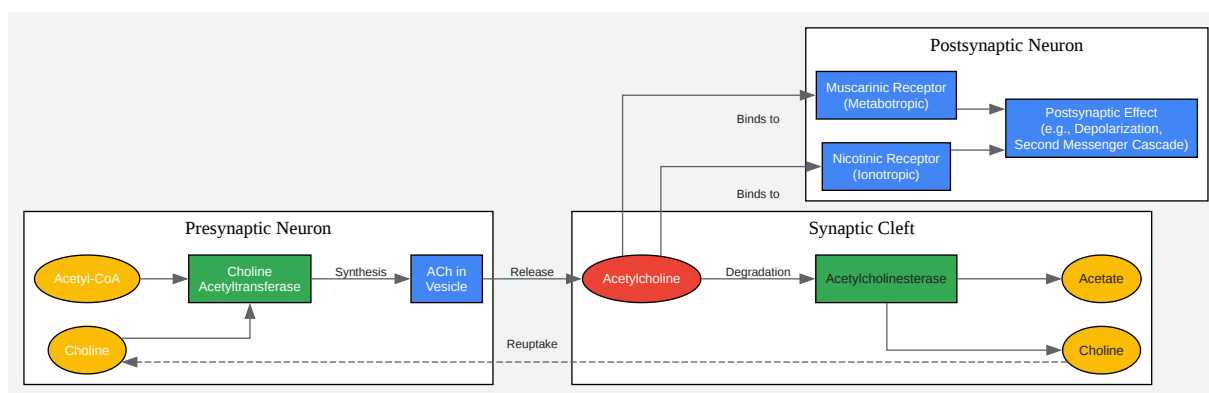 Postsynaptic Neuron
Muscarinic Receptor
(Metabotropic)
Postsynaptic Effect
(e.g., Depolarization,
Second Messenger Cascade)
Binds to
Nicotinic Receptor
(Ionotropic)
Binds to
Presynaptic Neuron
Synaptic Cleft
Acetyl-CoA
Choline
Acetyltransferase
Synthesis
ACh in
Vesicle
Release
Acetylcholine
Degradation
Acetylcholinesterase
Acetate
Choline
Reuptake
Choline